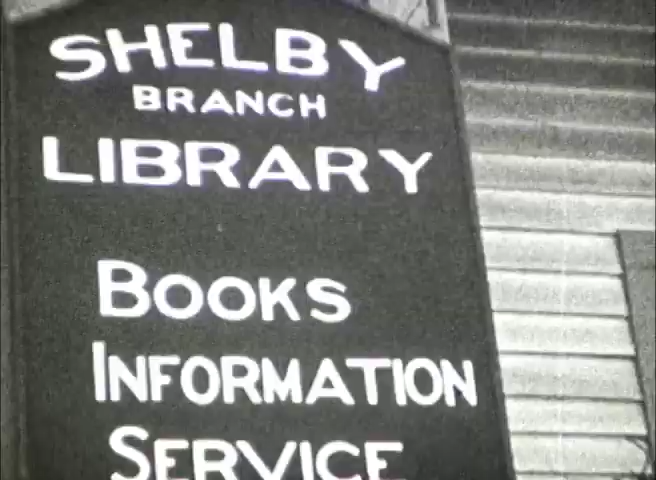 SHELBY
BRANCH
LIBRARY
BOOKS
INFORMATION
SERVICE